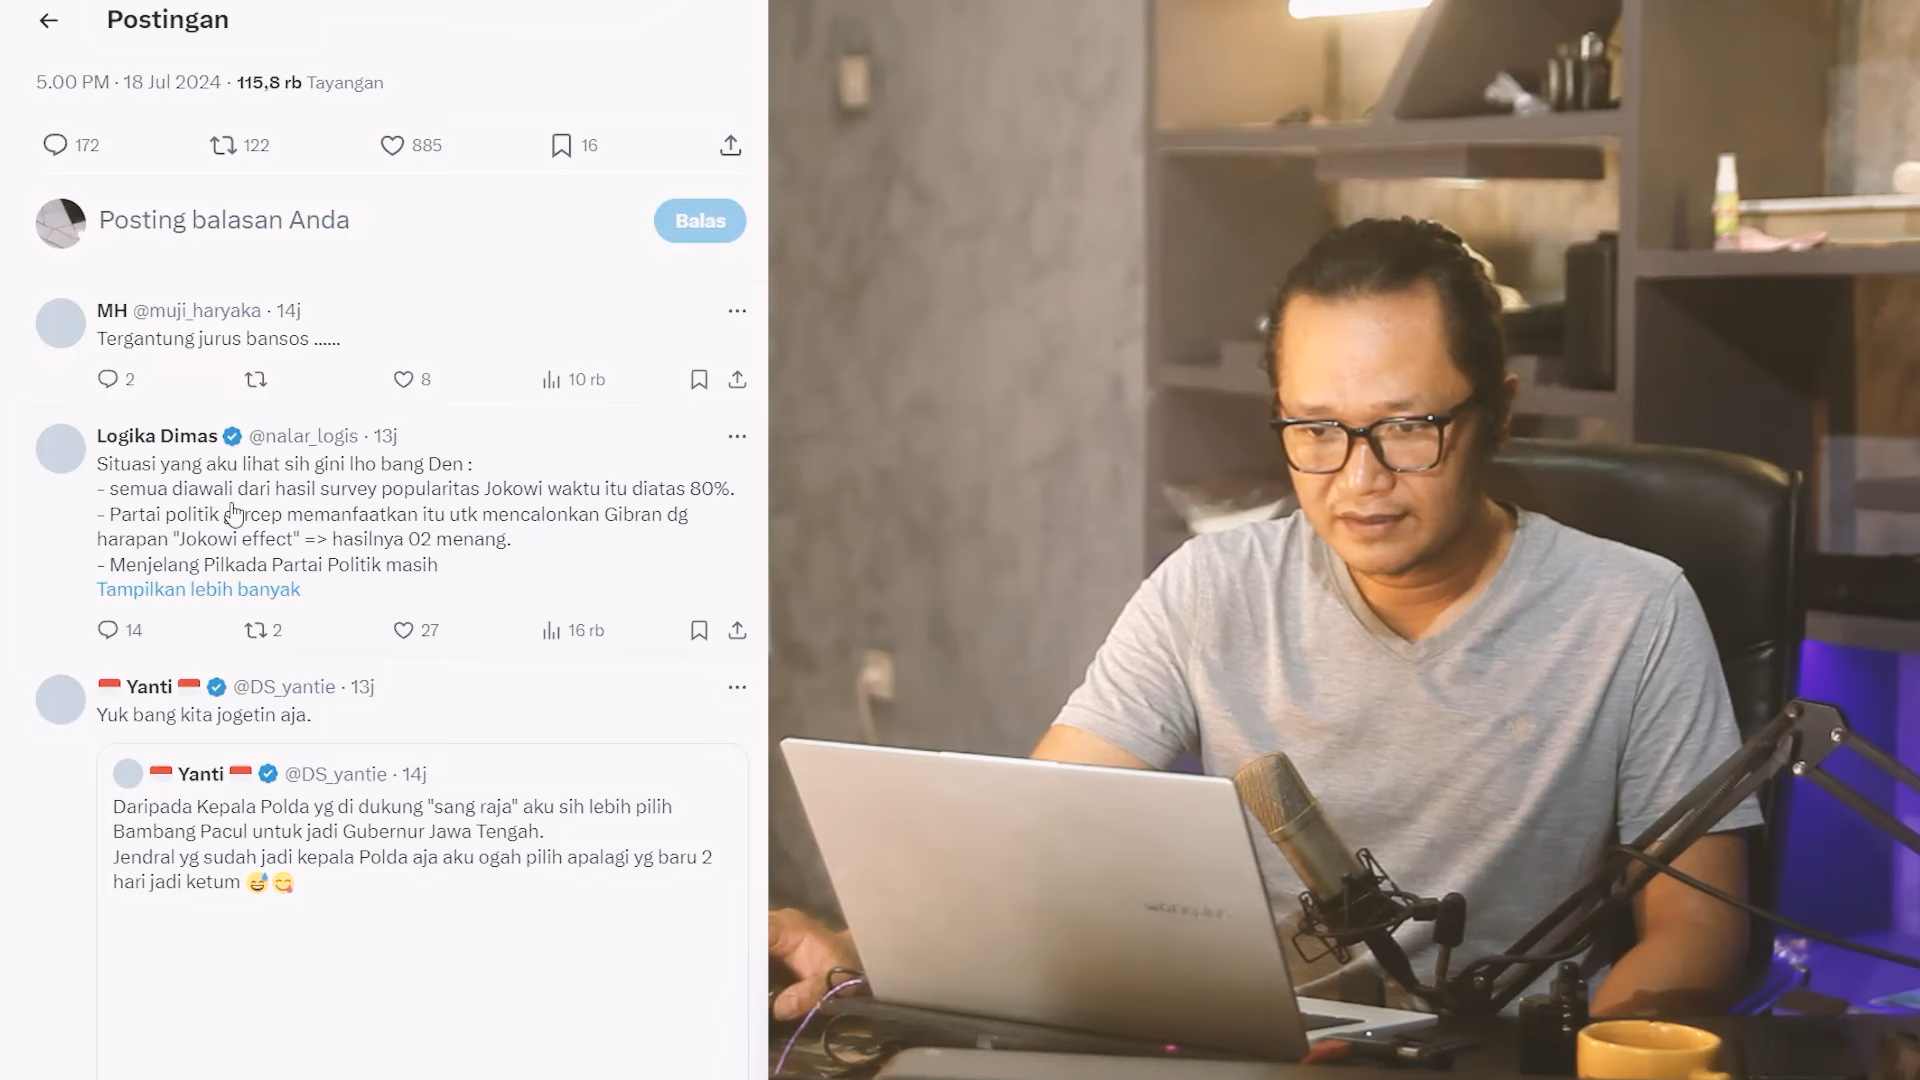 Postingan
5.00 PM · 18 Jul 2024 · 115,8 rb Tayangan
172 122 885 16
Posting balasan Anda
Balas
MH @muji_haryaka · 14j
Tergantung jurus bansos ......
2 8 10 rb
Logika Dimas @nalar_logis · 13j
Situasi yang aku lihat sih gini lho bang Den :
- semua diawali dari hasil survey popularitas Jokowi waktu itu diatas 80%.
- Partai politik percep memanfaatkan itu utk mencalonkan Gibran dg
harapan "Jokowi effect" => hasilnya 02 menang.
- Menjelang Pilkada Partai Politik masih
Tampilkan lebih banyak
14 2 27 16 rb
Yanti @DS_yantie · 13j
Yuk bang kita jogetin aja.
Yanti @DS_yantie · 14j
Daripada Kepala Polda yg di dukung "sang raja" aku sih lebih pilih
Bambang Pacul untuk jadi Gubernur Jawa Tengah.
Jendral yg sudah jadi kepala Polda aja aku ogah pilih apalagi yg baru 2
hari jadi ketum 😅😋